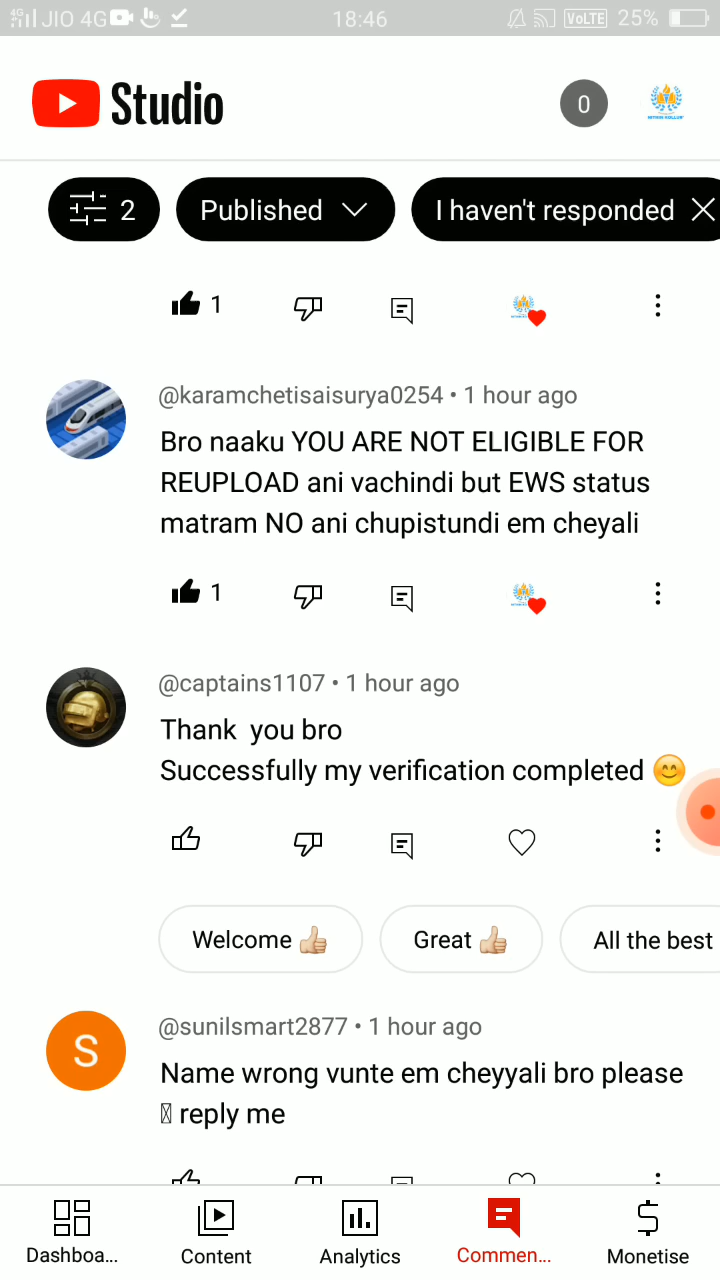 4G JIO 4G 18:46 VoLTE 25%
Studio 0
2 Published I haven't responded
1
@karamchetisaisurya0254 • 1 hour ago
Bro naaku YOU ARE NOT ELIGIBLE FOR
REUPLOAD ani vachindi but EWS status
matram NO ani chupistundi em cheyali
1
@captains1107 • 1 hour ago
Thank you bro
Successfully my verification completed 😊
Welcome 👍🏻 Great 👍🏻 All the best
S
@sunilsmart2877 • 1 hour ago
Name wrong vunte em cheyyali bro please
reply me
Dashboa... Content Analytics Commen... Monetise